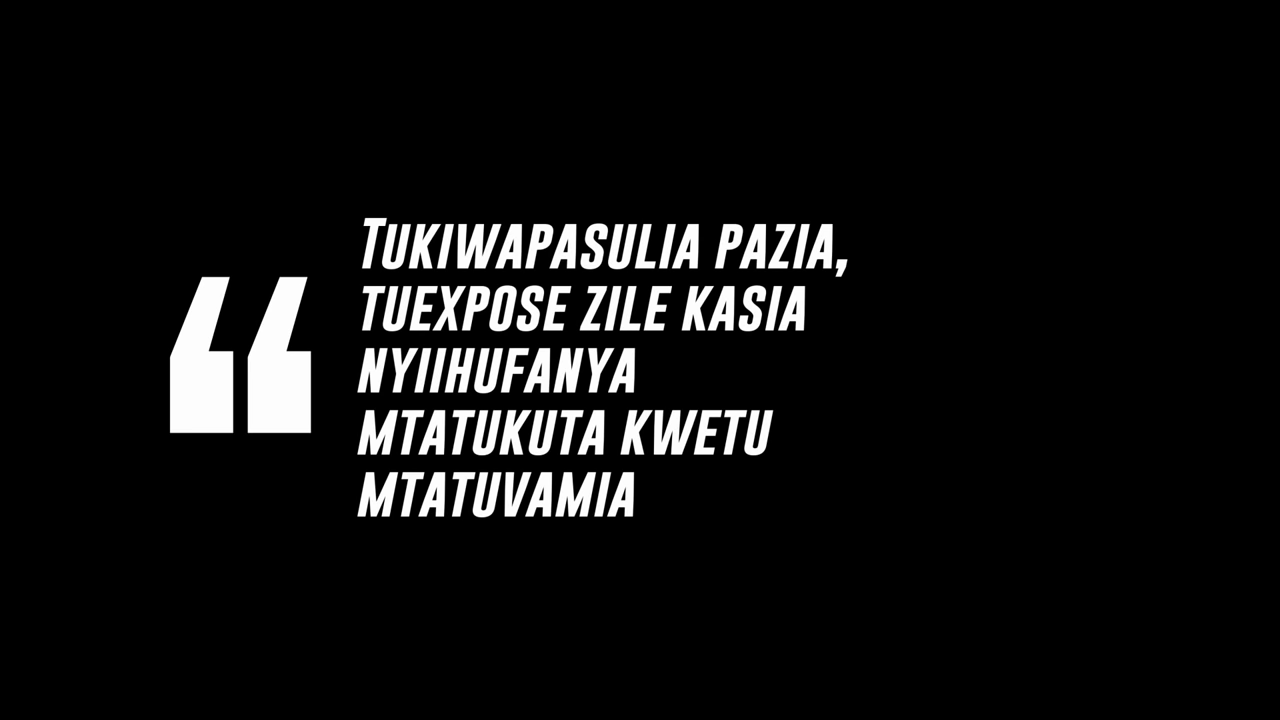 “
Tukiwapasulia pazia,
tuexpose zile kasia
nyiihufanya
mtatukuta kwetu
mtatuvamia